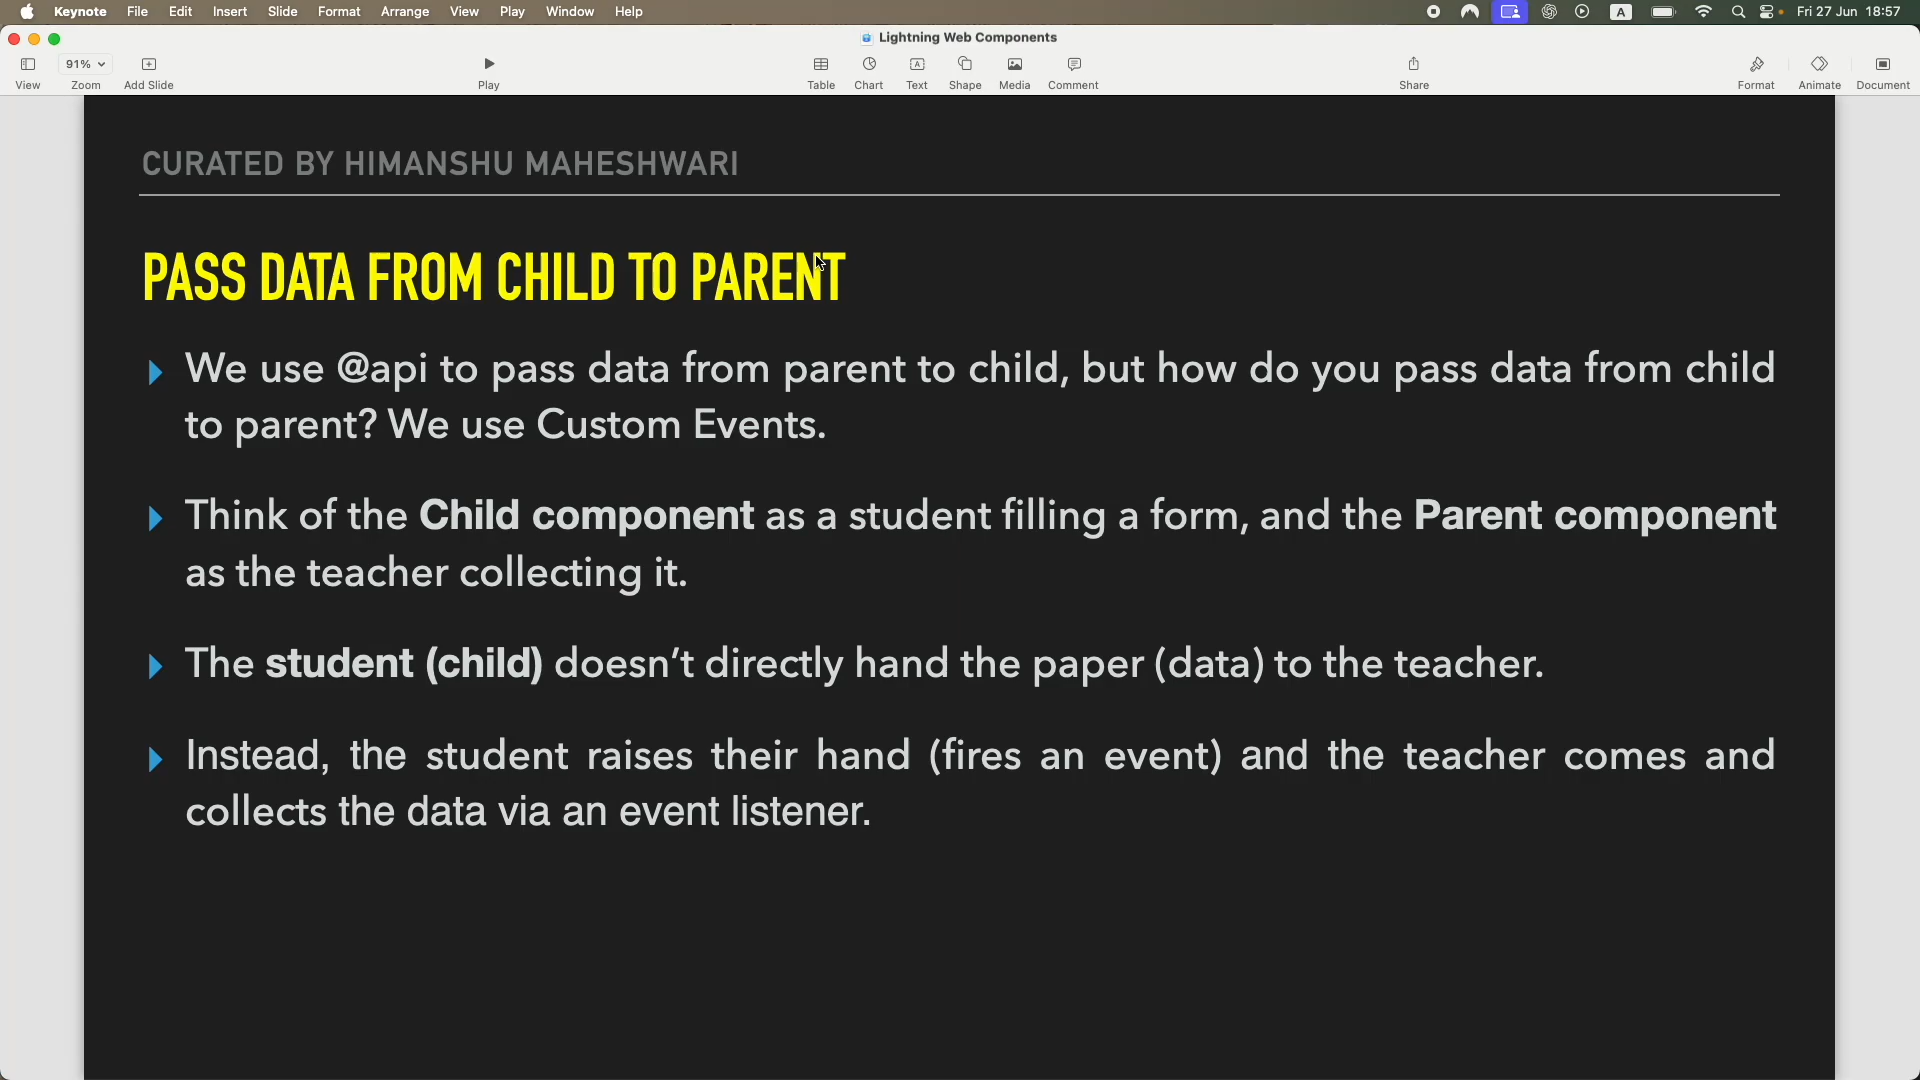 Keynote File Edit Insert Slide Format Arrange View Play Window Help A Fri 27 Jun 18:57
Lightning Web Components
91%
View Zoom Add Slide Play Table Chart Text Shape Media Comment Share Format Animate Document
CURATED BY HIMANSHU MAHESHWARI
PASS DATA FROM CHILD TO PARENT
We use @api to pass data from parent to child, but how do you pass data from child
to parent? We use Custom Events.
Think of the Child component as a student filling a form, and the Parent component
as the teacher collecting it.
The student (child) doesn’t directly hand the paper (data) to the teacher.
Instead, the student raises their hand (fires an event) and the teacher comes and
collects the data via an event listener.